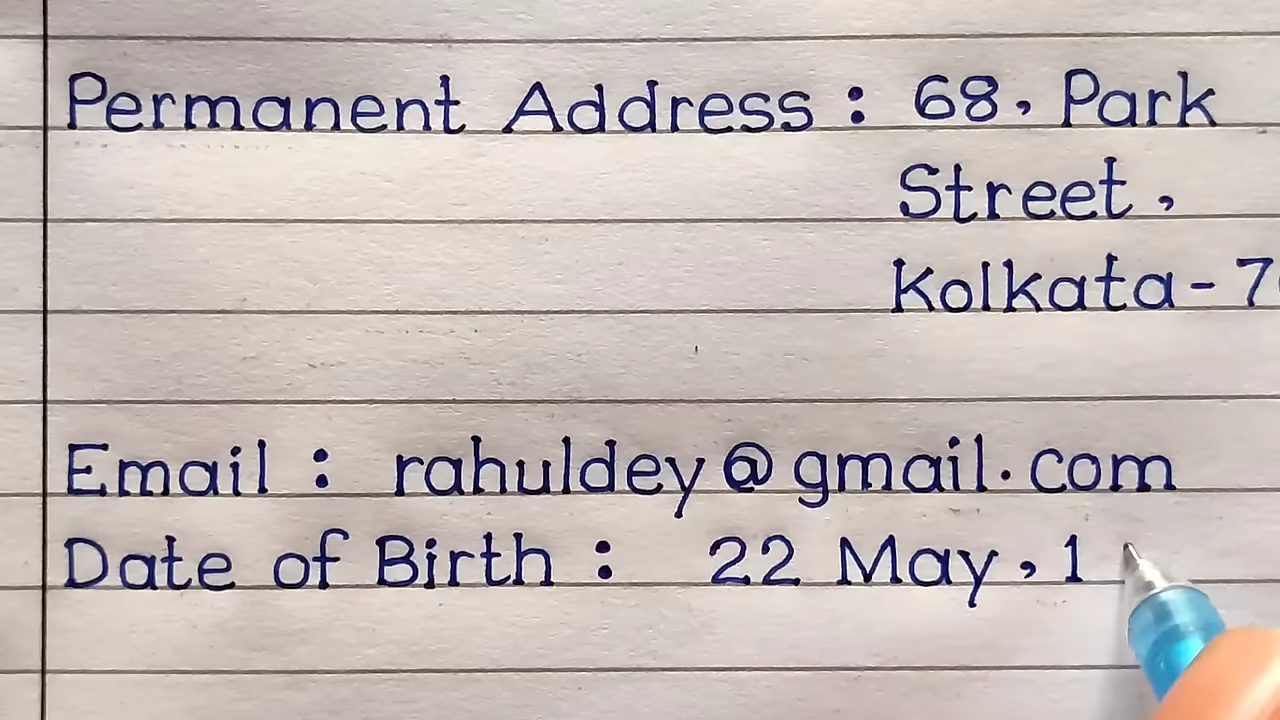 Permanent Address : 68, Park
Street,
Kolkata-7
Email : rahuldey@gmail.com
Date of Birth : 22 May, 1